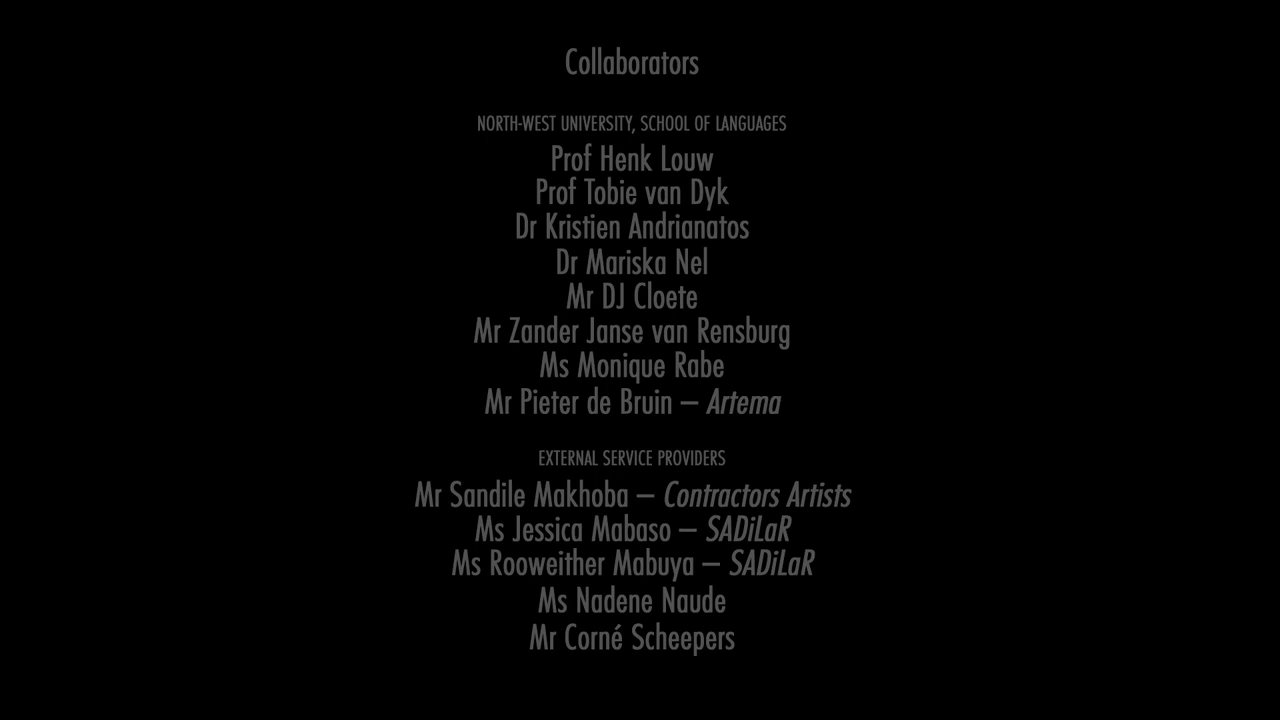 Collaborators
NORTH-WEST UNIVERSITY, SCHOOL OF LANGUAGES
Prof Henk Louw
Prof Tobie van Dyk
Dr Kristien Andrianatos
Dr Mariska Nel
Mr DJ Cloete
Mr Zander Janse van Rensburg
Ms Monique Rabe
Mr Pieter de Bruin – Artema
EXTERNAL SERVICE PROVIDERS
Mr Sandile Makhoba – Contractors Artists
Ms Jessica Mabaso – SADiLaR
Ms Rooweither Mabuya – SADiLaR
Ms Nadene Naude
Mr Corné Scheepers